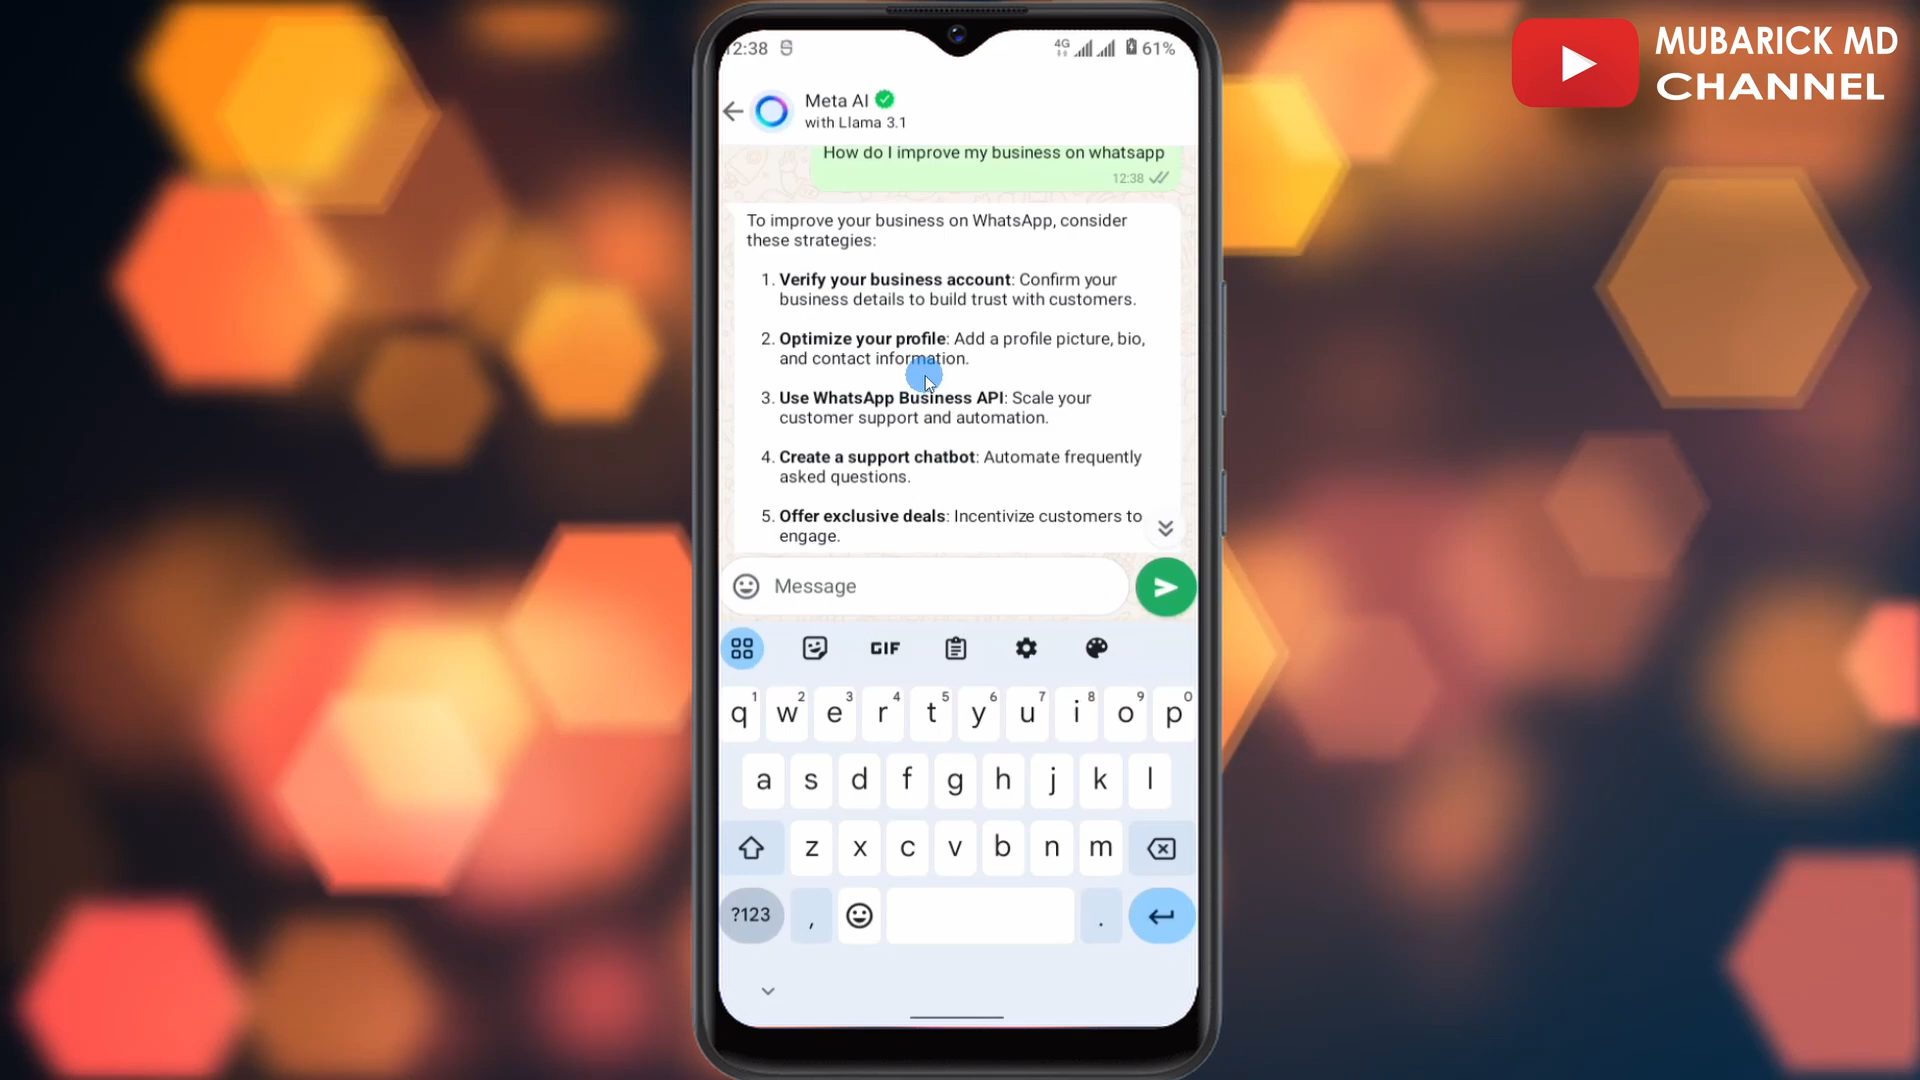 MUBARICK MD
CHANNEL
12:38
4G
61%
Meta AI
with Llama 3.1
How do I improve my business on whatsapp
12:38
To improve your business on WhatsApp, consider
these strategies:
1. Verify your business account: Confirm your
business details to build trust with customers.
2. Optimize your profile: Add a profile picture, bio,
and contact information.
3. Use WhatsApp Business API: Scale your
customer support and automation.
4. Create a support chatbot: Automate frequently
asked questions.
5. Offer exclusive deals: Incentivize customers to
engage.
Message
GIF
1 2 3 4 5 6 7 8 9 0
q w e r t y u i o p
a s d f g h j k l
z x c v b n m
?123 , .